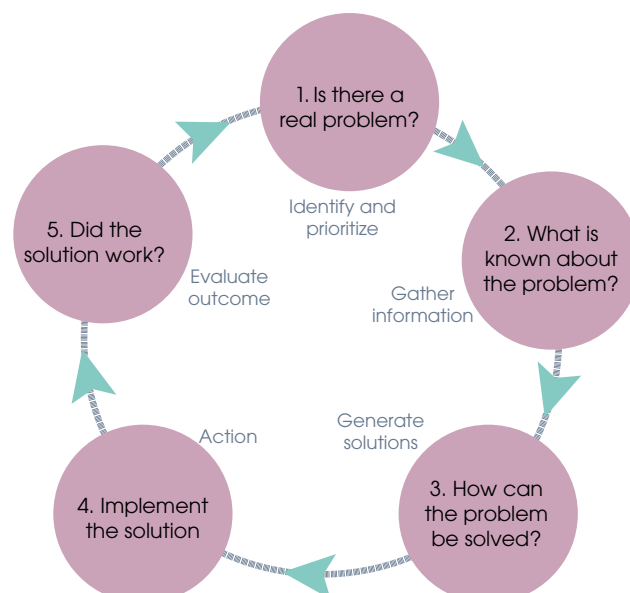 1. Is there a
real problem?
Identify and
prioritize
2. What is
known about
the problem?
Gather
information
3. How can
the problem
be solved?
Generate
solutions
4. Implement
the solution
Action
5. Did the
solution work?
Evaluate
outcome